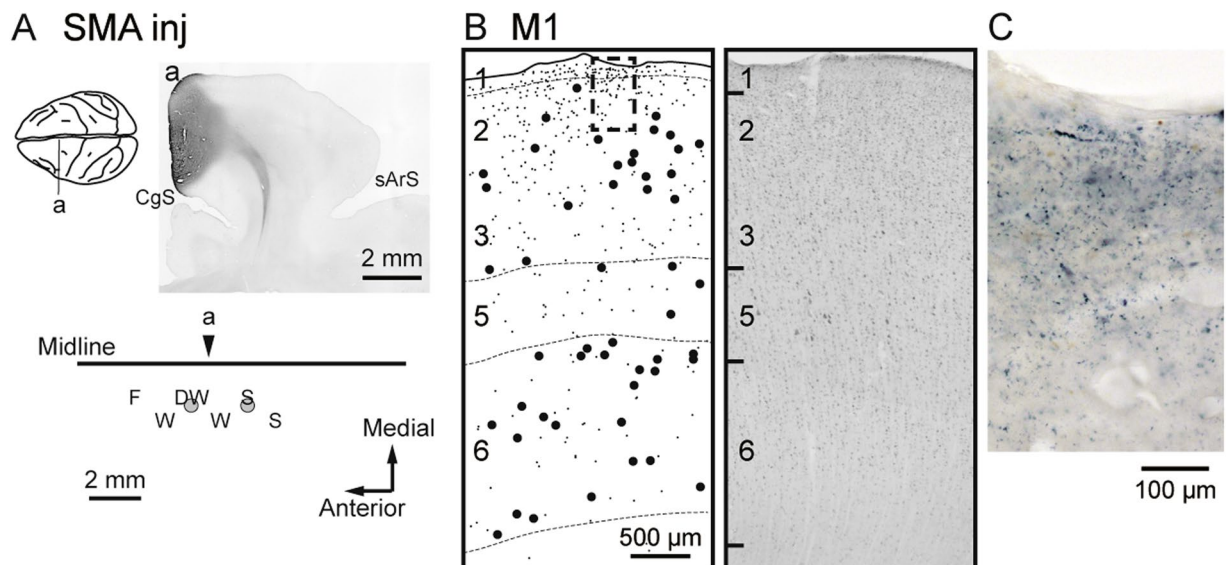 A SMA inj
a
a
CgS
sArS
2 mm
a
Midline
F DW S
W W S
2 mm
Medial
Anterior
B M1
1
2
3
5
6
500 µm
1
2
3
5
6
C
100 µm